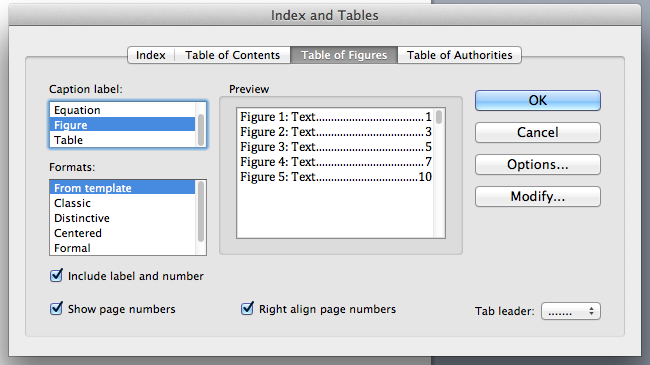 Index and Tables
Index
Table of Contents
Table of Figures
Table of Authorities
Caption label:
Equation
Figure
Table
Formats:
From template
Classic
Distinctive
Centered
Formal
Preview
Figure 1: Text....................................1
Figure 2: Text....................................3
Figure 3: Text....................................5
Figure 4: Text....................................7
Figure 5: Text..................................10
OK
Cancel
Options...
Modify...
Include label and number
Show page numbers
Right align page numbers
Tab leader: .......